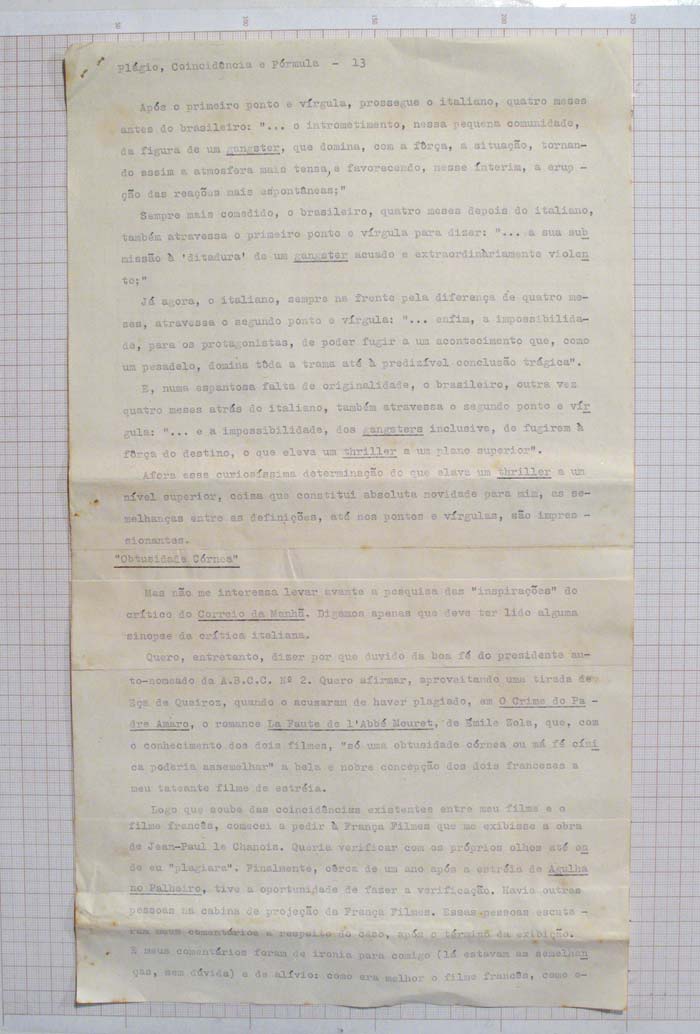 plágio, Coincidência e Fórmula - 13
Após o primeiro ponto e vírgula, prossegue o italiano, quatro meses
antes do brasileiro: "... o intrometimento, nessa pequena comunidade,
da figura de um gangster, que domina, com a fôrça, a situação, tornan-
do assim a atmosfera mais tensa e favorecendo, nesse ínterim, a erup -
ção das reações mais espontâneas;"
Sempre mais comedido, o brasileiro, quatro meses depois do italiano,
também atravessa o primeiro ponto e vírgula para dizer: "... a sua sub
missão à 'ditadura' de um gangster acuado e extraordinàriamente violen
to;"
Já agora, o italiano, sempre na frente pela diferença de quatro me-
ses, atravessa o segundo ponto e vírgula: "... enfim, a impossibilida-
de, para os protagonistas, de poder fugir a um acontecimento que, como
um pesadelo, domina tôda a trama até à predizível conclusão trágica".
E, numa espantosa falta de originalidade, o brasileiro, outra vez
quatro meses atrás do italiano, também atravessa o segundo ponto e vír
gula: "... e a impossibilidade, dos gangsters inclusive, de fugirem à
fôrça do destino, o que eleva um thriller a um plano superior".
Afora esse curiosíssima determinação do que eleva um thriller a um
nível superior, coisa que constitui absoluta novidade para mim, as se-
melhanças entre as definições, até nos pontos e vírgulas, são impres -
sionantes.
"Obtusidade Córnea"
Mas não me interessa levar avante a pesquisa das "inspirações" do
crítico do Correio da Manhã. Digamos apenas que deve ter lido alguma
sinopse da crítica italiana.
Quero, entretanto, dizer por que duvido da boa fé do presidente au-
to-nomeado da A.B.C.C. Nº 2. Quero afirmar, aproveitando uma tirada de
Eça de Queiroz, quando o acusaram de haver plagiado, em O Crime do Pa -
dre Amaro, o romance La Faute de l'Abbé Mouret, de Émile Zola, que, com
o conhecimento dos dois filmes, "só uma obtusidade córnea ou má fé cíni
ca poderia assemelhar" a bela e nobre concepção dos dois franceses a
meu tateante filme de estréia.
Logo que soube das coincidências existentes entre meu filme e o
filme francês, comecei a pedir à França Filmes que me exibisse a obra
de Jean-Paul le Chanois. Queria verificar com os próprios olhos até on
de eu "plagiara". Finalmente, cêrca de um ano após a estréia de Agulha
no Palheiro, tive a oportunidade de fazer a verificação. Havia outras
pessoas na cabina de projeção da França Filmes. Essas pessoas escuta -
ram meus comentários a respeito do caso, após o término da exibição.
E meus comentários foram de ironia para comigo (lá estavam as semelhan
ças, sem dúvida) e de alívio: como era melhor o filme francês, como e-